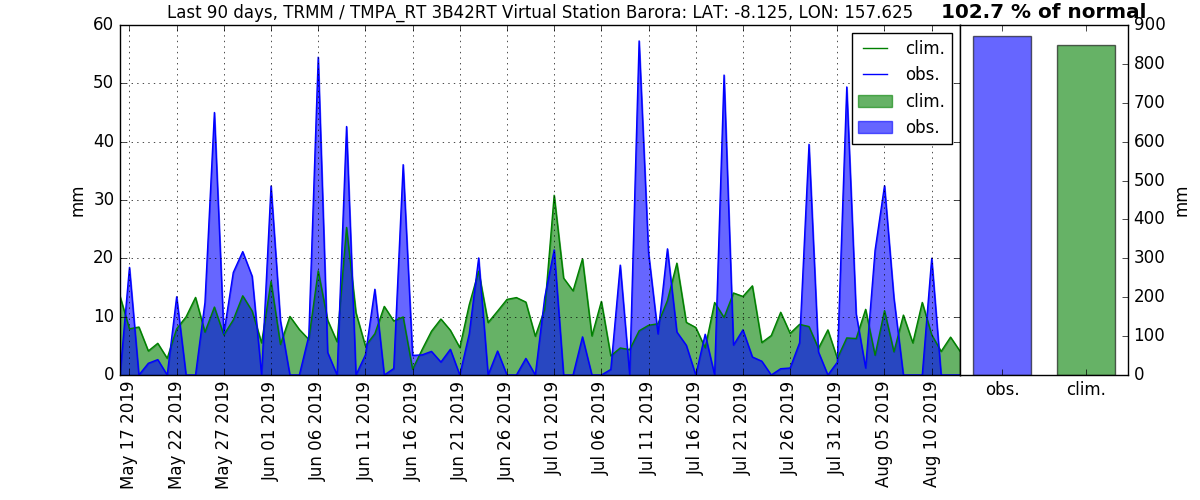 Last 90 days, TRMM / TMPA_RT 3B42RT Virtual Station Barora: LAT: -8.125, LON: 157.625
102.7 % of normal
60
50
40
30
20
10
0
mm
clim.
obs.
clim.
obs.
900
800
700
600
500
400
300
200
100
0
mm
May 17 2019
May 22 2019
May 27 2019
Jun 01 2019
Jun 06 2019
Jun 11 2019
Jun 16 2019
Jun 21 2019
Jun 26 2019
Jul 01 2019
Jul 06 2019
Jul 11 2019
Jul 16 2019
Jul 21 2019
Jul 26 2019
Jul 31 2019
Aug 05 2019
Aug 10 2019
obs.
clim.